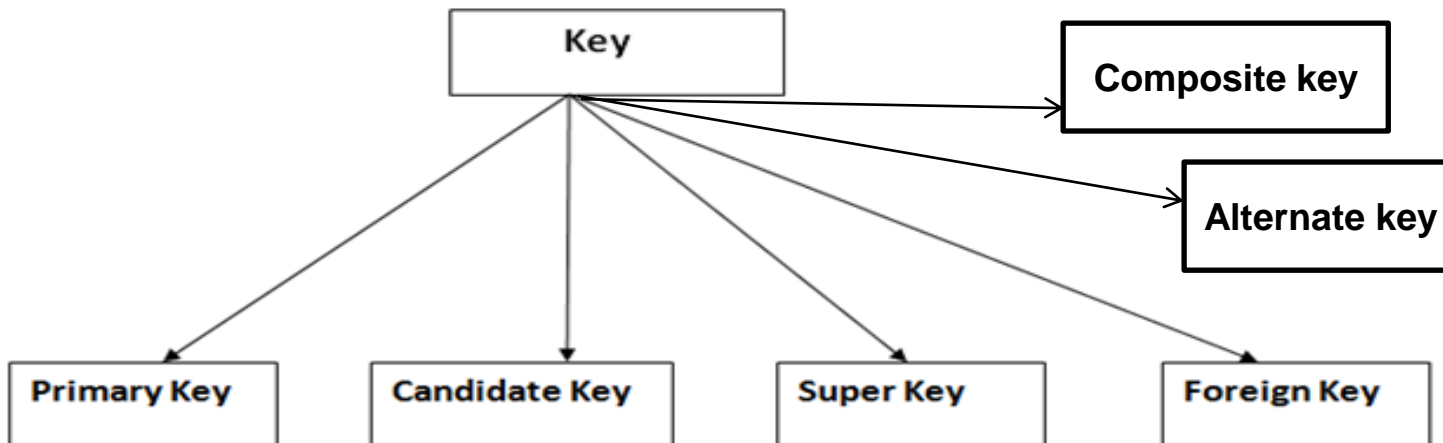 Key
Composite key
Alternate key
Primary Key
Candidate Key
Super Key
Foreign Key